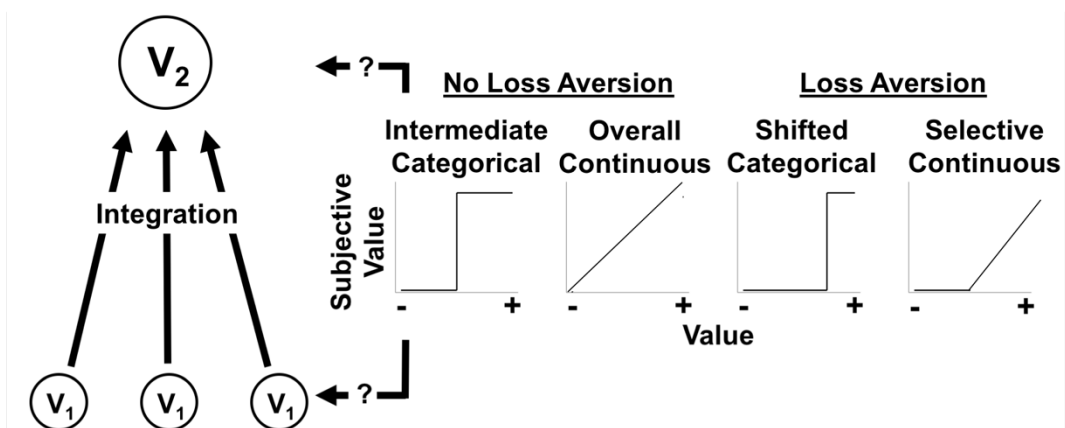 V2
?
No Loss Aversion
Loss Aversion
Intermediate
Categorical
Overall
Continuous
Shifted
Categorical
Selective
Continuous
Integration
Subjective
Value
- +
- +
- +
- +
Value
?
V1
V1
V1